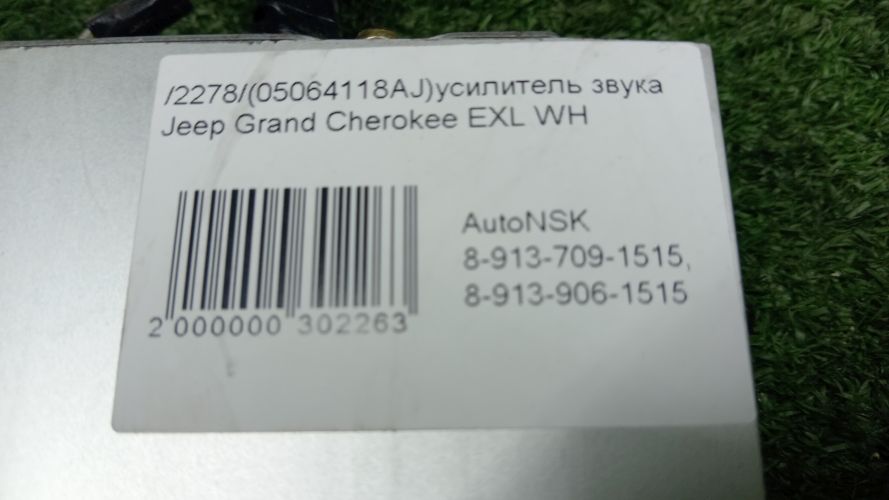 /2278/(05064118AJ)усилитель звука
Jeep Grand Cherokee EXL WH
AutoNSK
8-913-709-1515,
8-913-906-1515
2 000000 302263